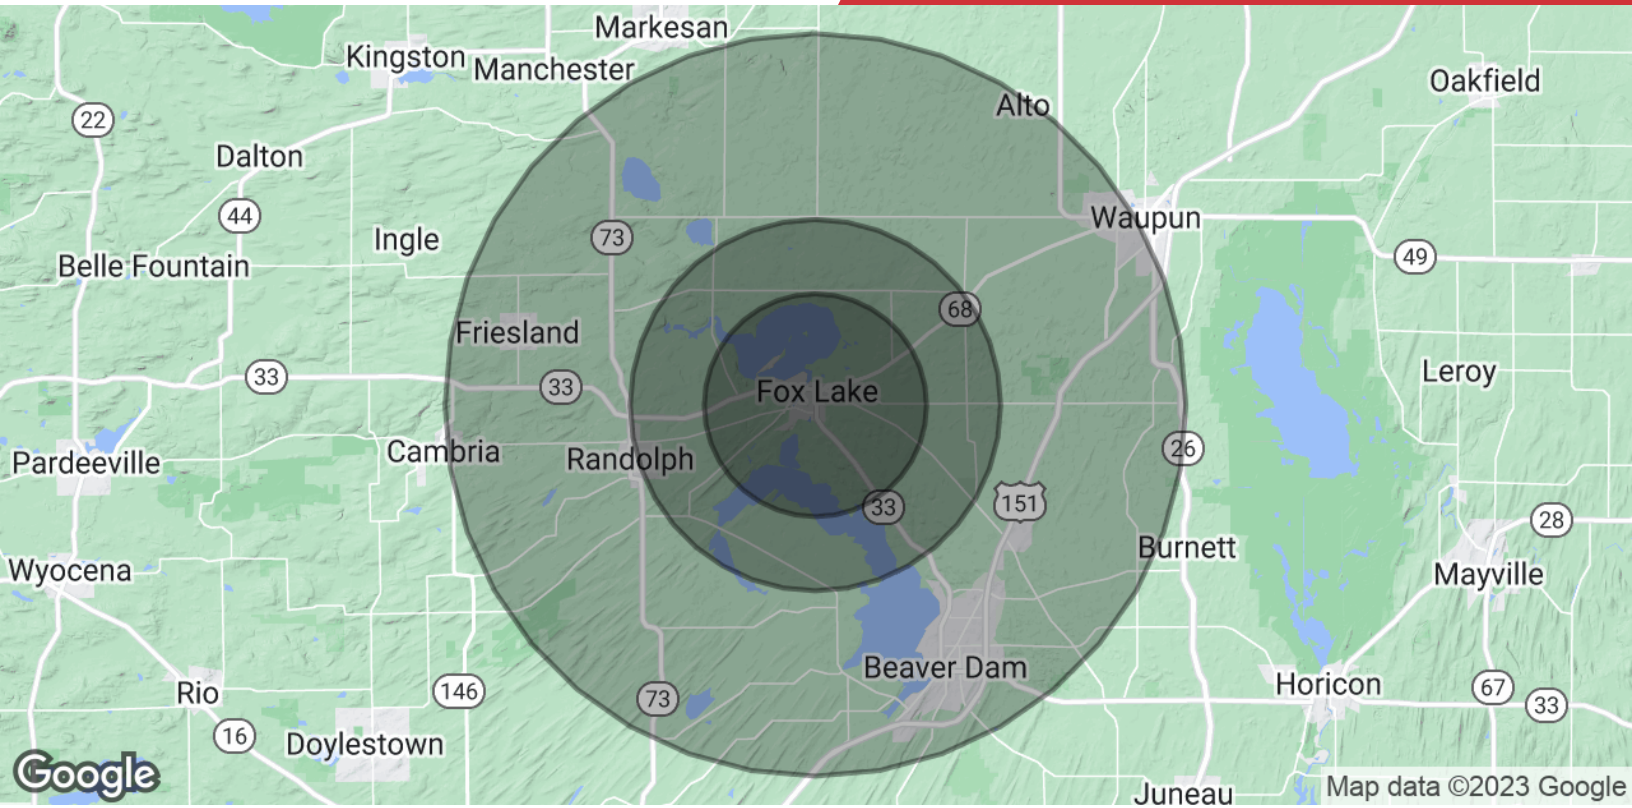 Markesan
Kingston
Manchester
Oakfield
Alto
22
Dalton
44
Waupun
73
Ingle
49
Belle Fountain
68
Friesland
33
33
Leroy
Fox Lake
Cambria
26
Randolph
Pardeeville
151
33
28
Burnett
Wyocena
Mayville
Beaver Dam
Horicon
67
146
Rio
73
33
16
Doylestown
Google
Map data ©2023 Google
Juneau